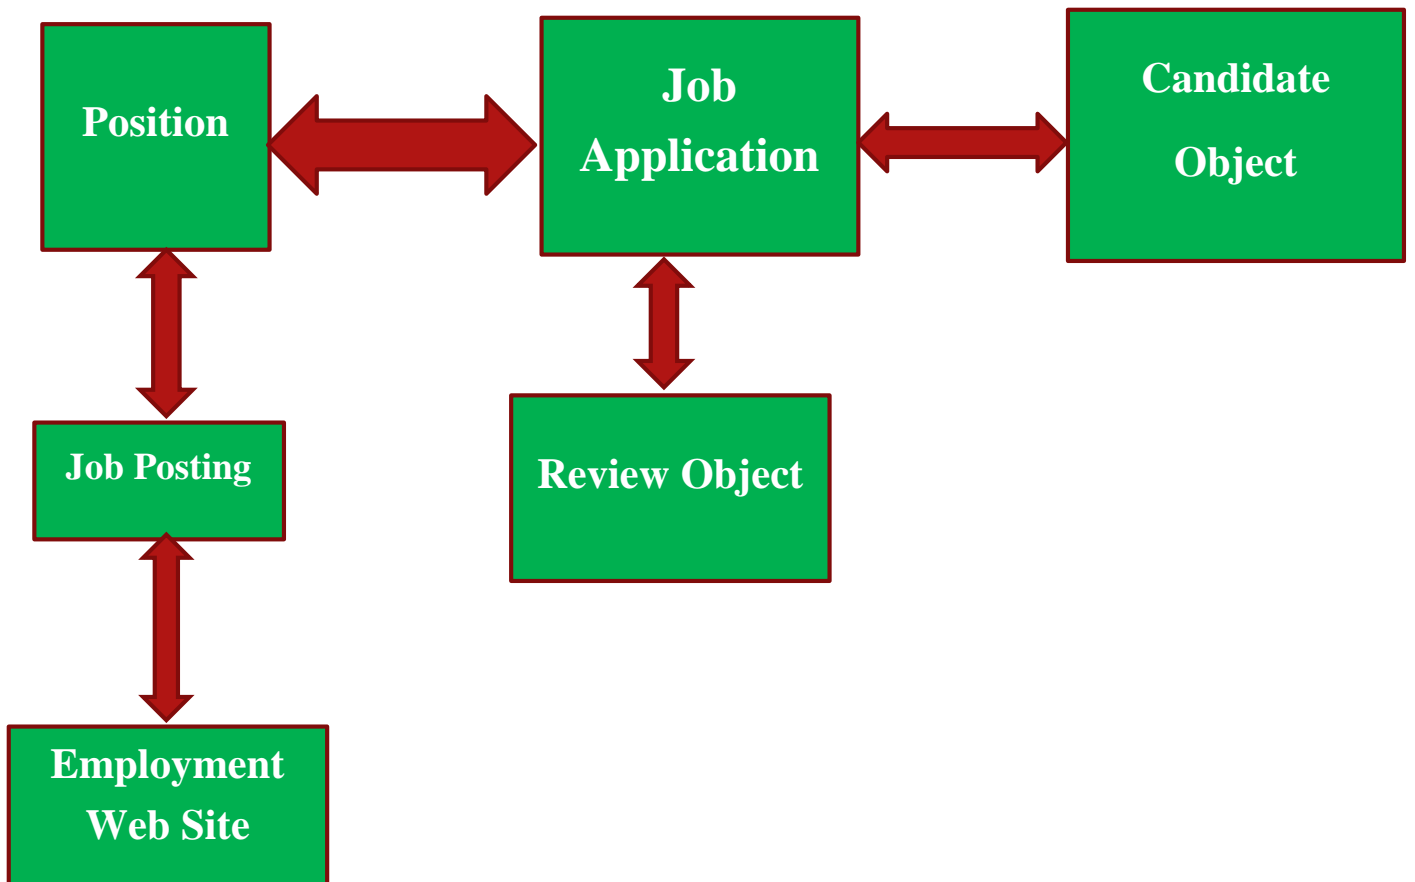 Position
Job
Application
Candidate
Object
Job Posting
Review Object
Employment
Web Site